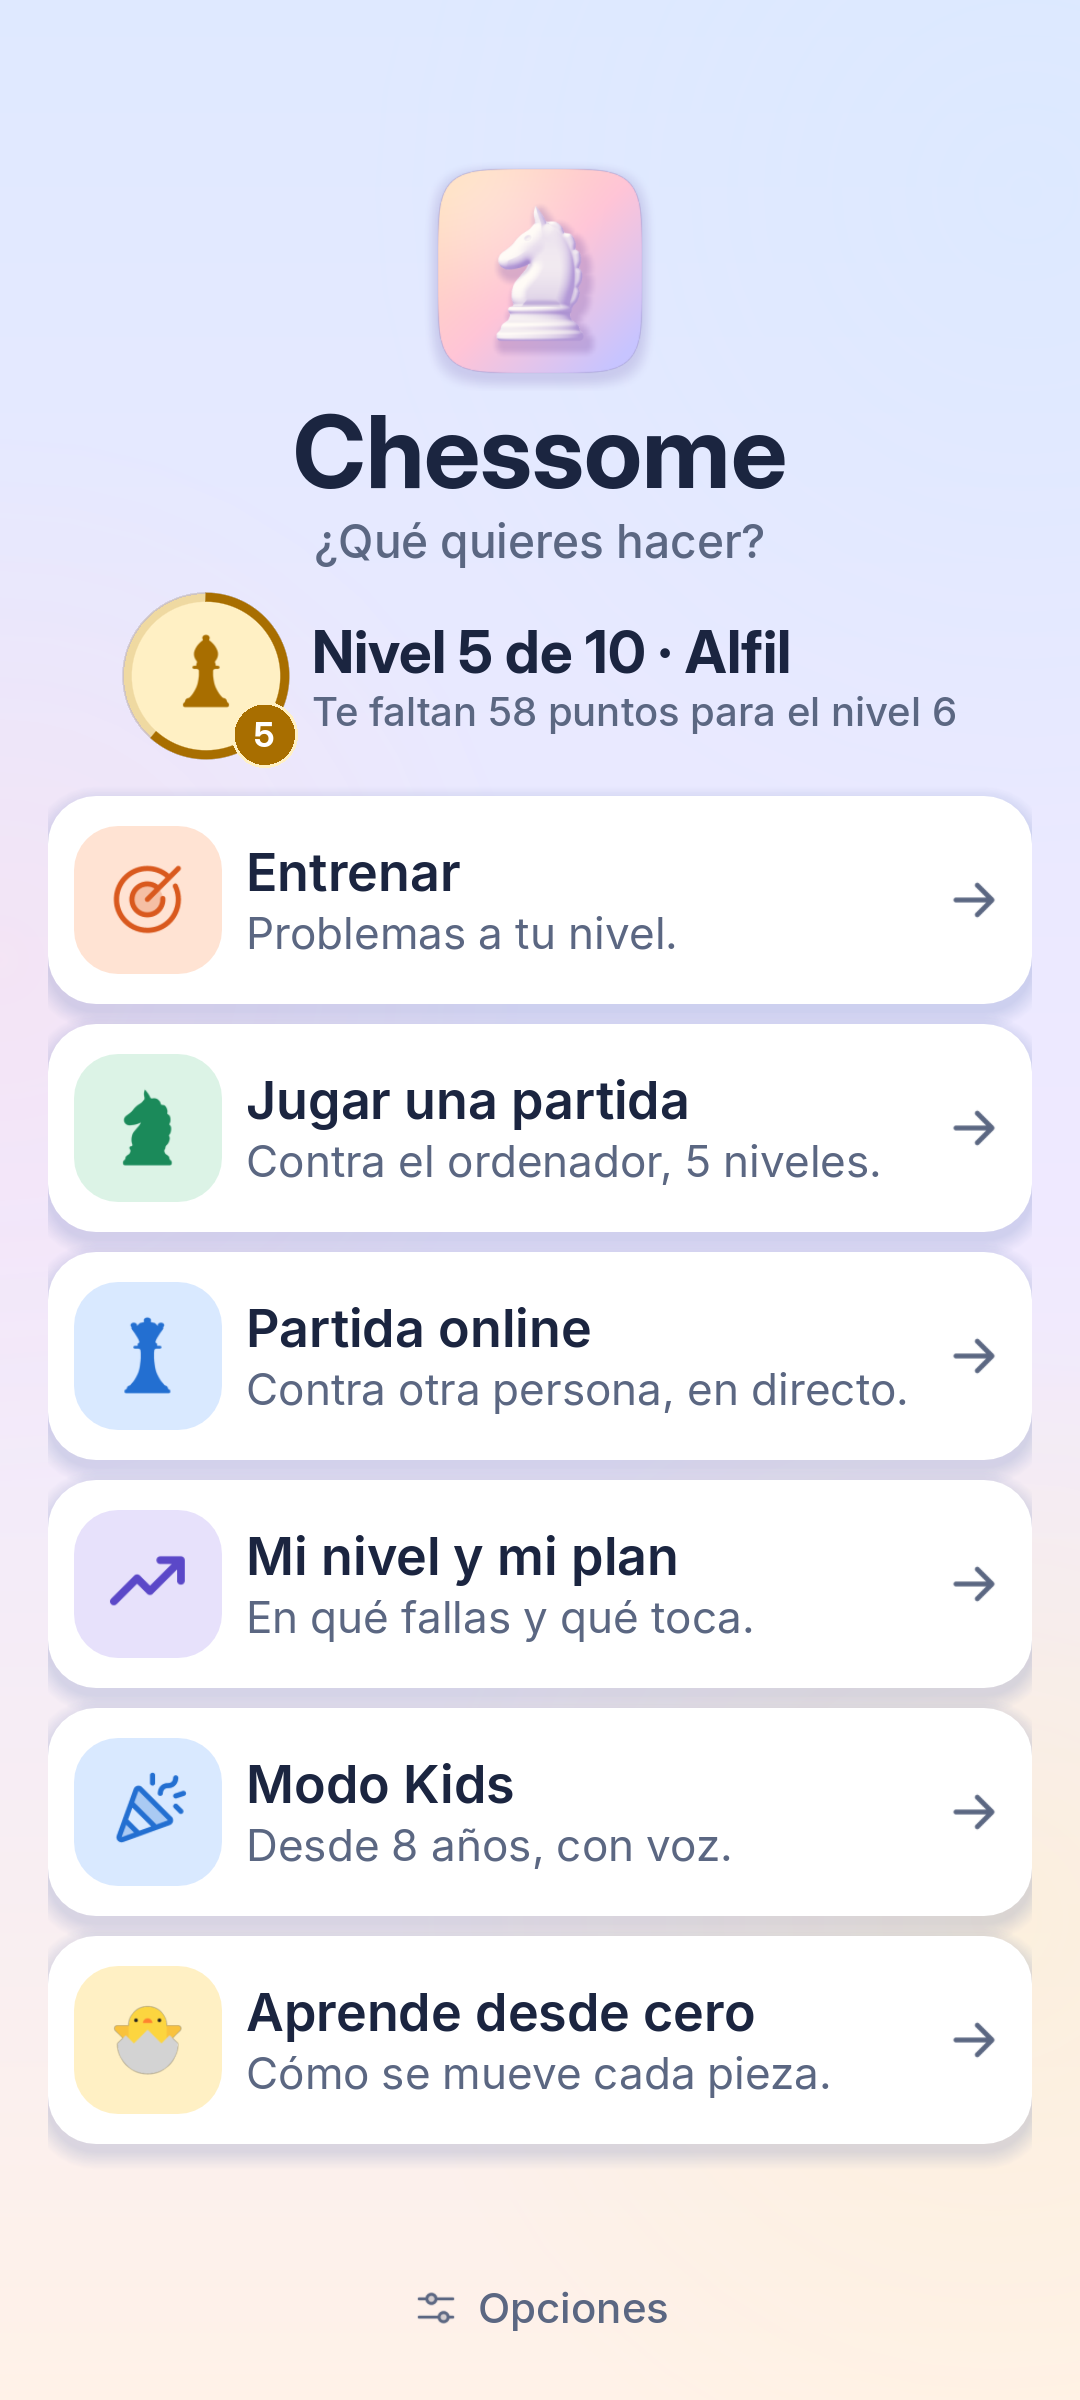 Chessome
¿Qué quieres hacer?
Nivel 5 de 10 · Alfil
Te faltan 58 puntos para el nivel 6
5
Entrenar
Problemas a tu nivel.
Jugar una partida
Contra el ordenador, 5 niveles.
Partida online
Contra otra persona, en directo.
Mi nivel y mi plan
En qué fallas y qué toca.
Modo Kids
Desde 8 años, con voz.
Aprende desde cero
Cómo se mueve cada pieza.
Opciones